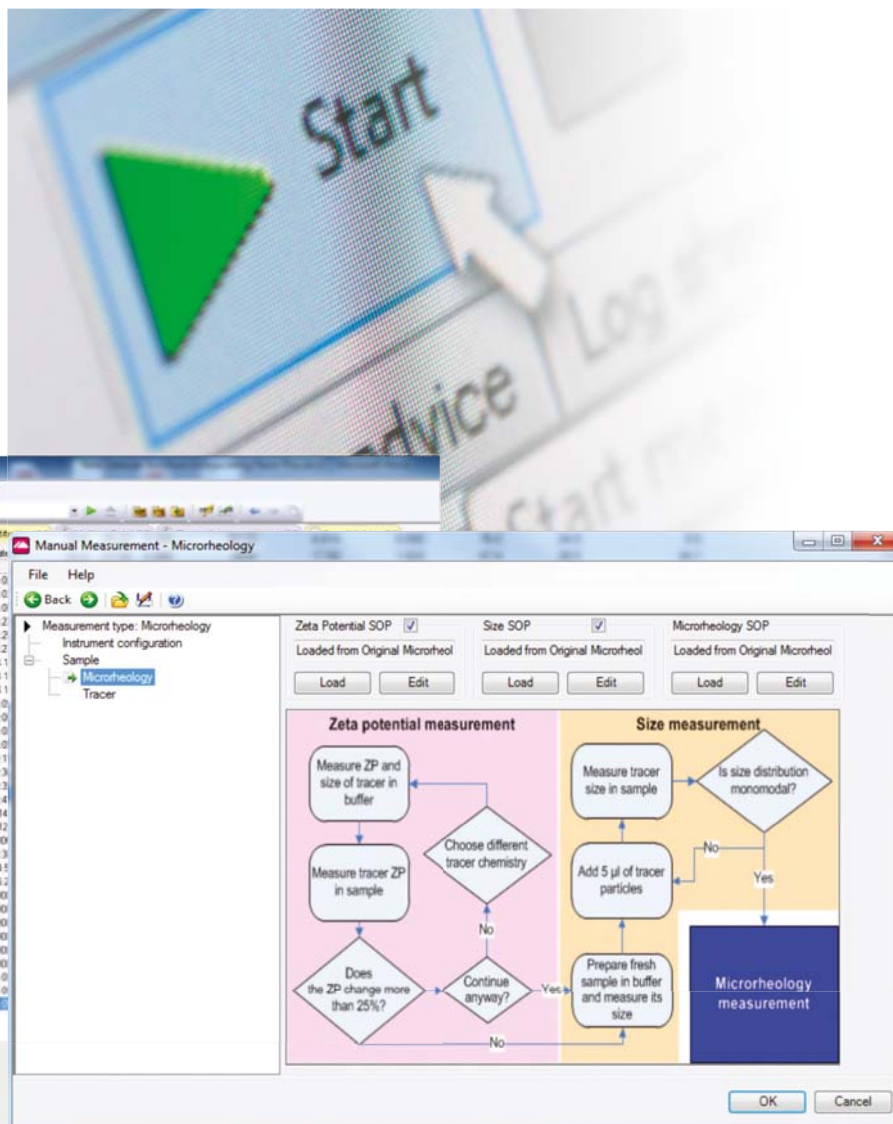 Start
Log
advice
Start
Manual Measurement - Microrheology
File Help
Back
Measurement type: Microrheology
Instrument configuration
Sample
Microrheology
Tracer
Zeta Potential SOP
Loaded from Original Microrheol
Load Edit
Size SOP
Loaded from Original Microrheol
Load Edit
Microrheology SOP
Loaded from Original Microrheol
Load Edit
Zeta potential measurement
Measure ZP and
size of tracer in
buffer
Measure tracer ZP
in sample
Does
the ZP change more
than 25%?
Continue
anyway?
No
Choose different
tracer chemistry
Yes
No
Size measurement
Prepare fresh
sample in buffer
and measure its
size
Add 5 µl of tracer
particles
Measure tracer
size in sample
Is size distribution
monomodal?
No
Yes
Microrheology
measurement
OK Cancel